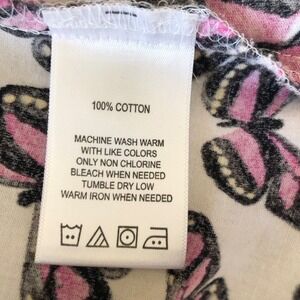 100% COTTON
MACHINE WASH WARM
WITH LIKE COLORS
ONLY NON CHLORINE
BLEACH WHEN NEEDED
TUMBLE DRY LOW
WARM IRON WHEN NEEDED